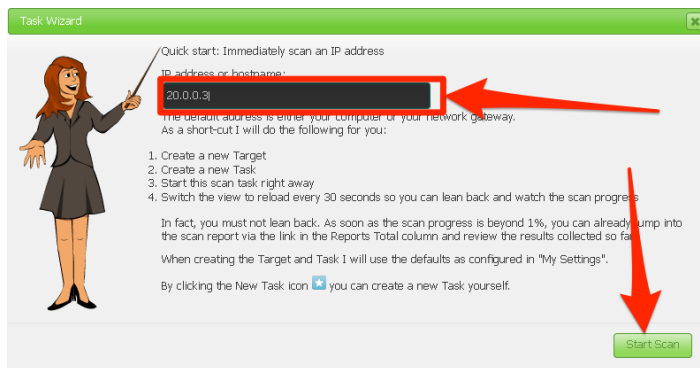 Task Wizard
Quick start: Immediately scan an IP address
IP address or hostname:
20.0.0.3
The default address is either your computer or your network gateway.
As a short-cut I will do the following for you:
1. Create a new Target
2. Create a new Task
3. Start this scan task right away
4. Switch the view to reload every 30 seconds so you can lean back and watch the scan progress
In fact, you must not lean back. As soon as the scan progress is beyond 1%, you can already jump into
the scan report via the link in the Reports Total column and review the results collected so far.
When creating the Target and Task I will use the defaults as configured in "My Settings".
By clicking the New Task icon you can create a new Task yourself.
Start Scan